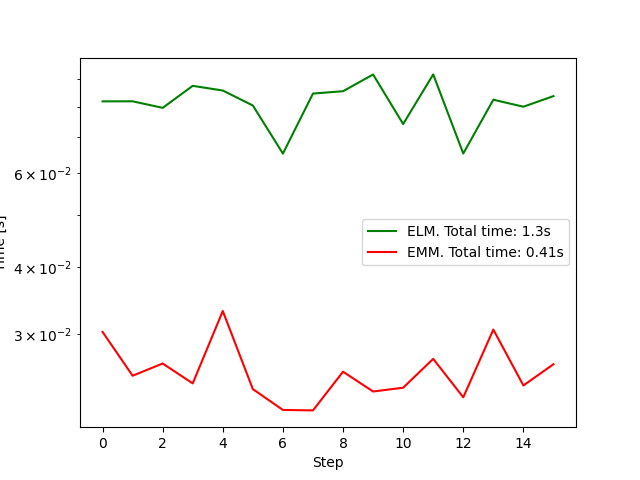 6 × 10⁻²
4 × 10⁻²
3 × 10⁻²
Time [s]
ELM. Total time: 1.3s
EMM. Total time: 0.41s
0 2 4 6 8 10 12 14
Step